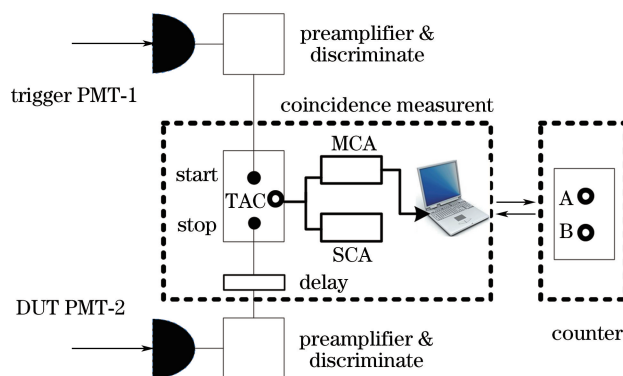 preamplifier &
discriminate
trigger PMT-1
coincidence measurent
MCA
start
TAC
A
B
stop
SCA
delay
DUT PMT-2
counter
preamplifier &
discriminate